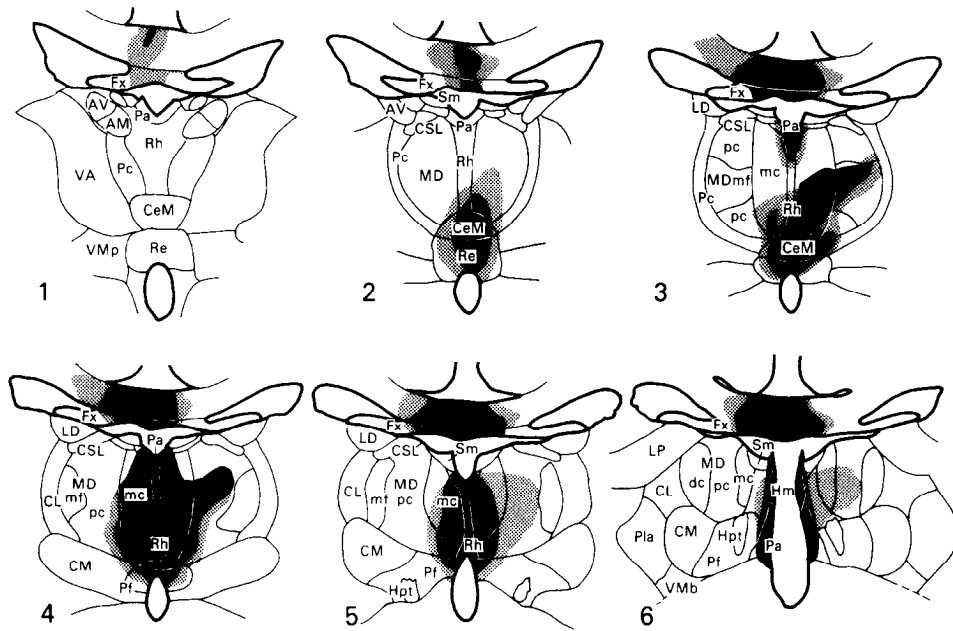 Fx
AV
Pa
AM
Rh
VA
Pc
CeM
VMp
Re
1
Fx
Sm
AV
CSL
Pa
Pc
Rh
MD
CeM
Re
2
Fx
LD
CSL
Pa
pc
MDmf
mc
Pc
pc
Rh
CeM
3
Fx
LD
Pa
CSL
MD
CL
mf
mc
pc
Rh
CM
Pf
4
Fx
LD
Sm
CSL
CL
mf
MD
pc
mc
CM
Rh
Pf
Hpt
5
Fx
Sm
LP
MD
dc
pc
mc
CL
Hm
Pla
CM
Hpt
Pa
Pf
VMb
6